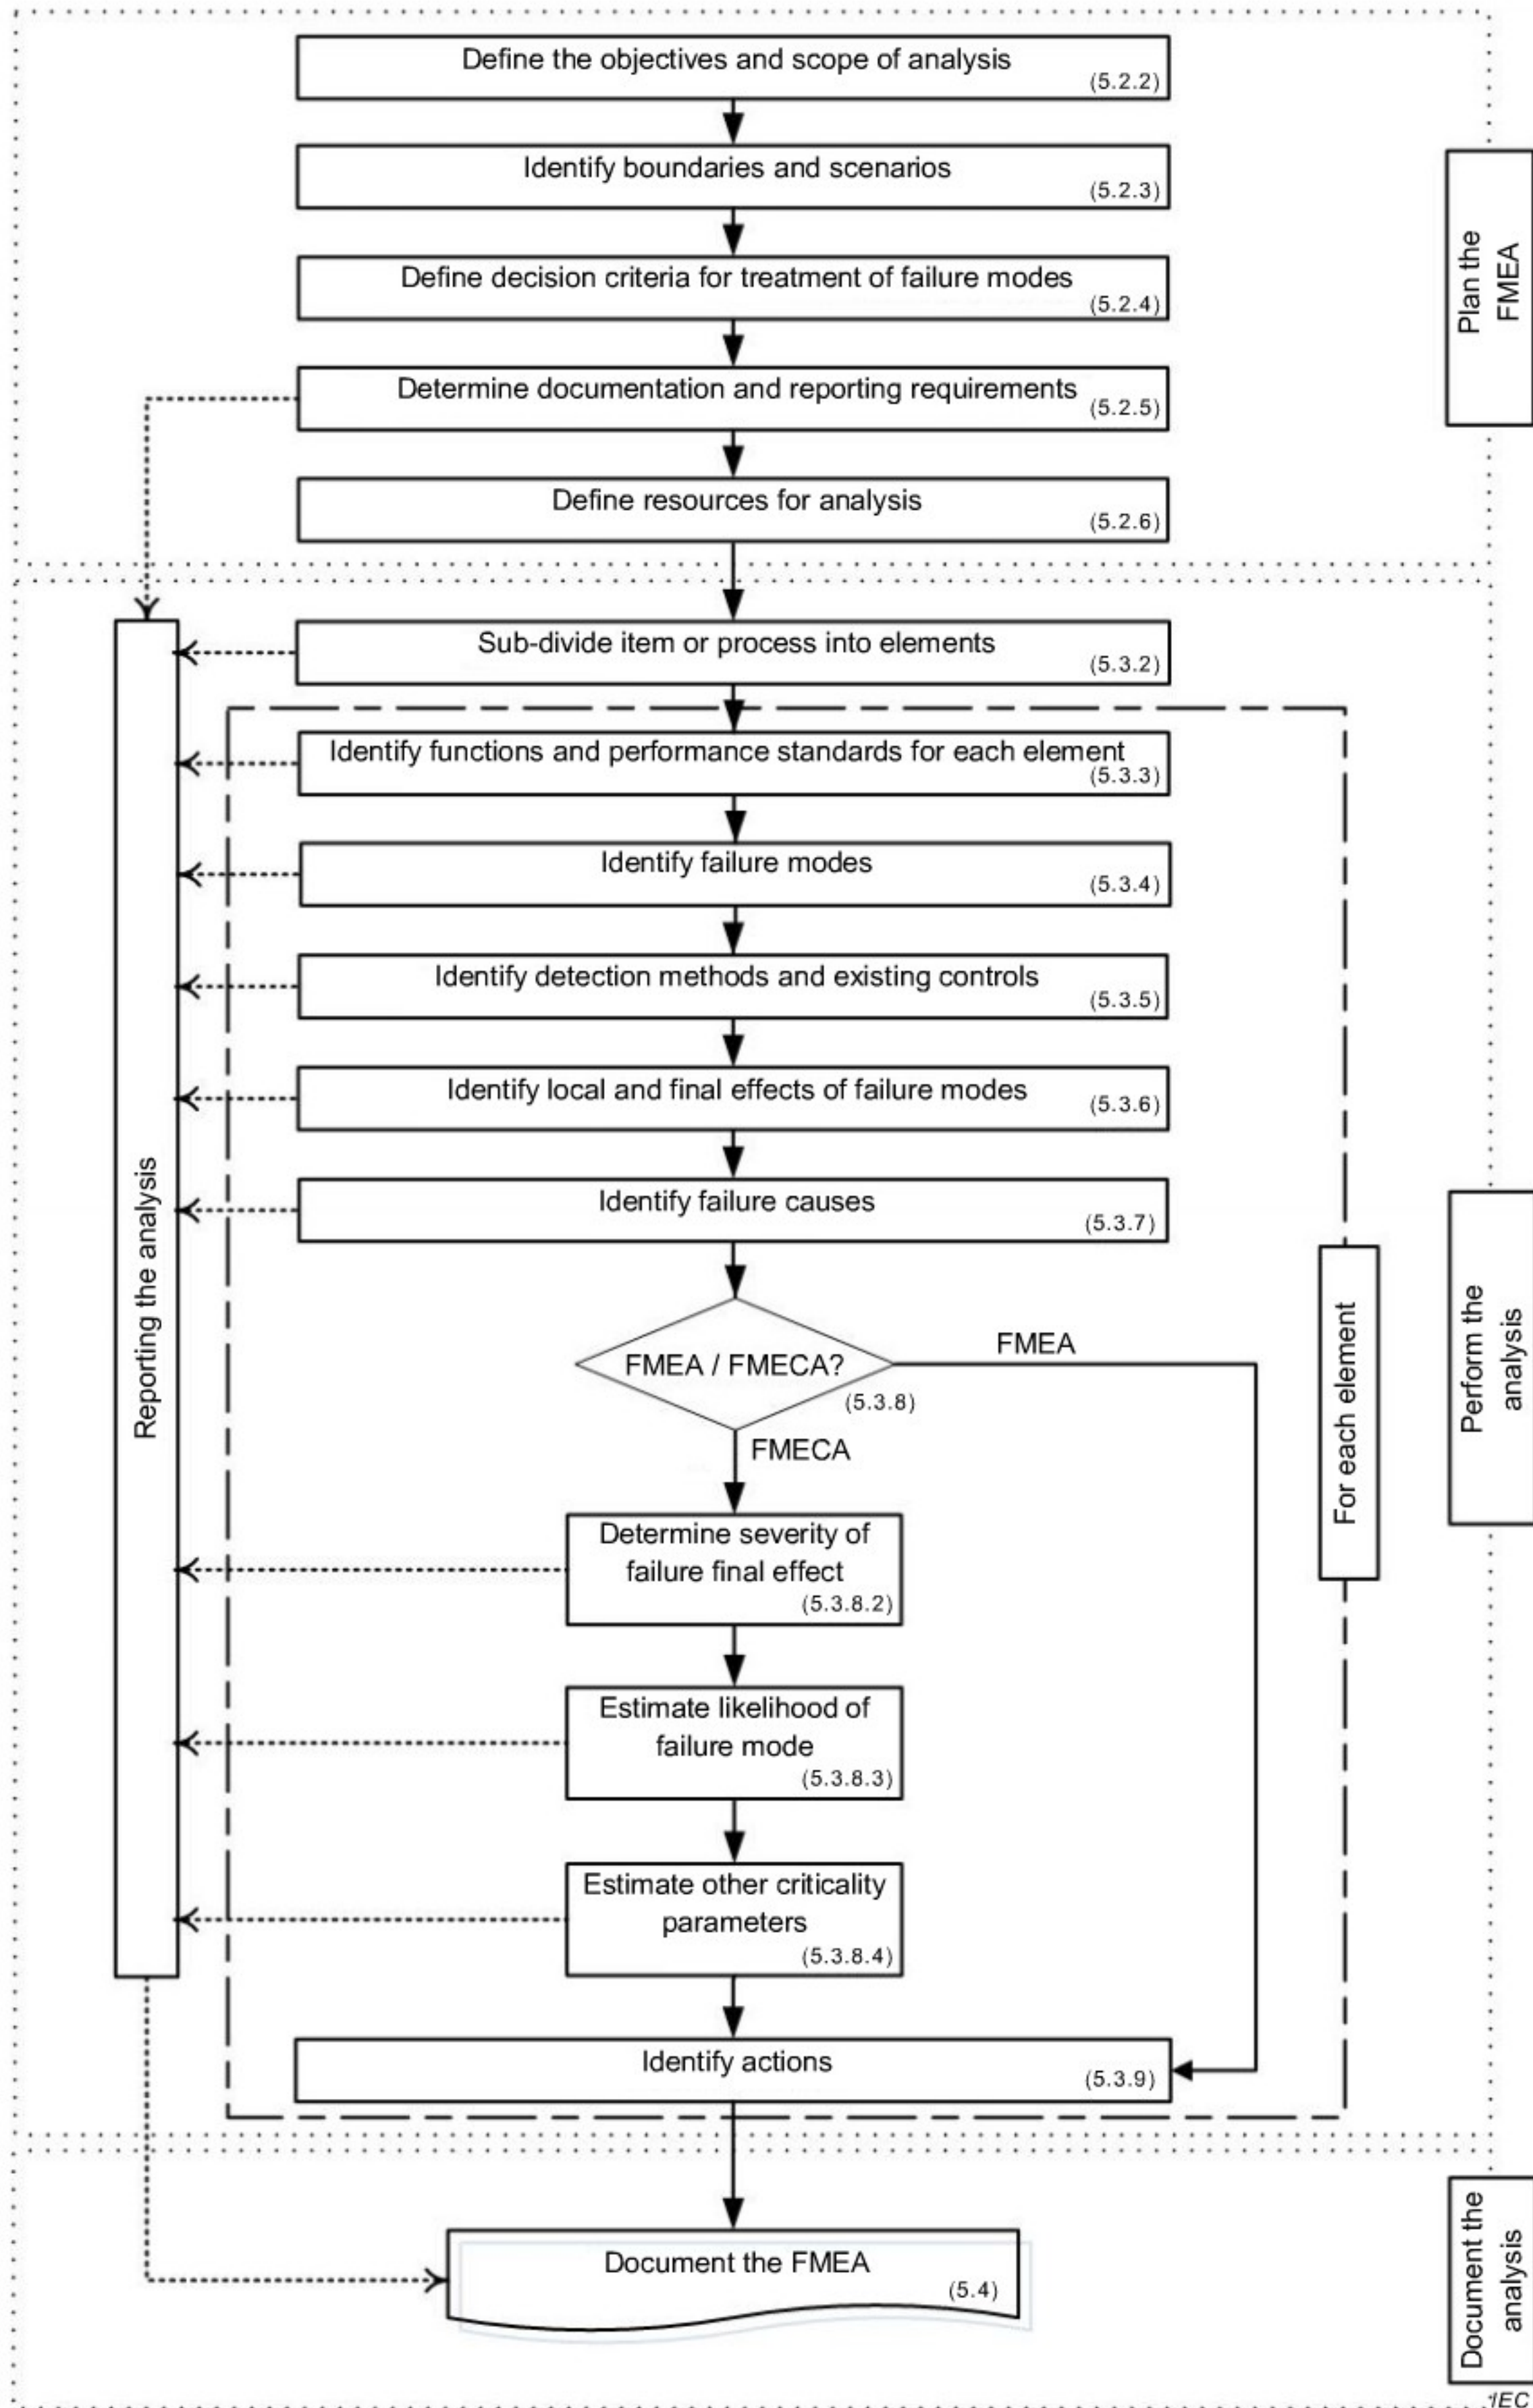 Define the objectives and scope of analysis
(5.2.2)
Identify boundaries and scenarios
(5.2.3)
Define decision criteria for treatment of failure modes
(5.2.4)
Determine documentation and reporting requirements
(5.2.5)
Define resources for analysis
(5.2.6)
Plan the
FMEA
Sub-divide item or process into elements
(5.3.2)
Identify functions and performance standards for each element
(5.3.3)
Identify failure modes
(5.3.4)
Identify detection methods and existing controls
(5.3.5)
Identify local and final effects of failure modes
(5.3.6)
Identify failure causes
(5.3.7)
Reporting the analysis
FMEA / FMECA?
(5.3.8)
FMEA
FMECA
For each element
Perform the
analysis
Determine severity of
failure final effect
(5.3.8.2)
Estimate likelihood of
failure mode
(5.3.8.3)
Estimate other criticality
parameters
(5.3.8.4)
Identify actions
(5.3.9)
Document the FMEA
(5.4)
Document the
analysis
IEC